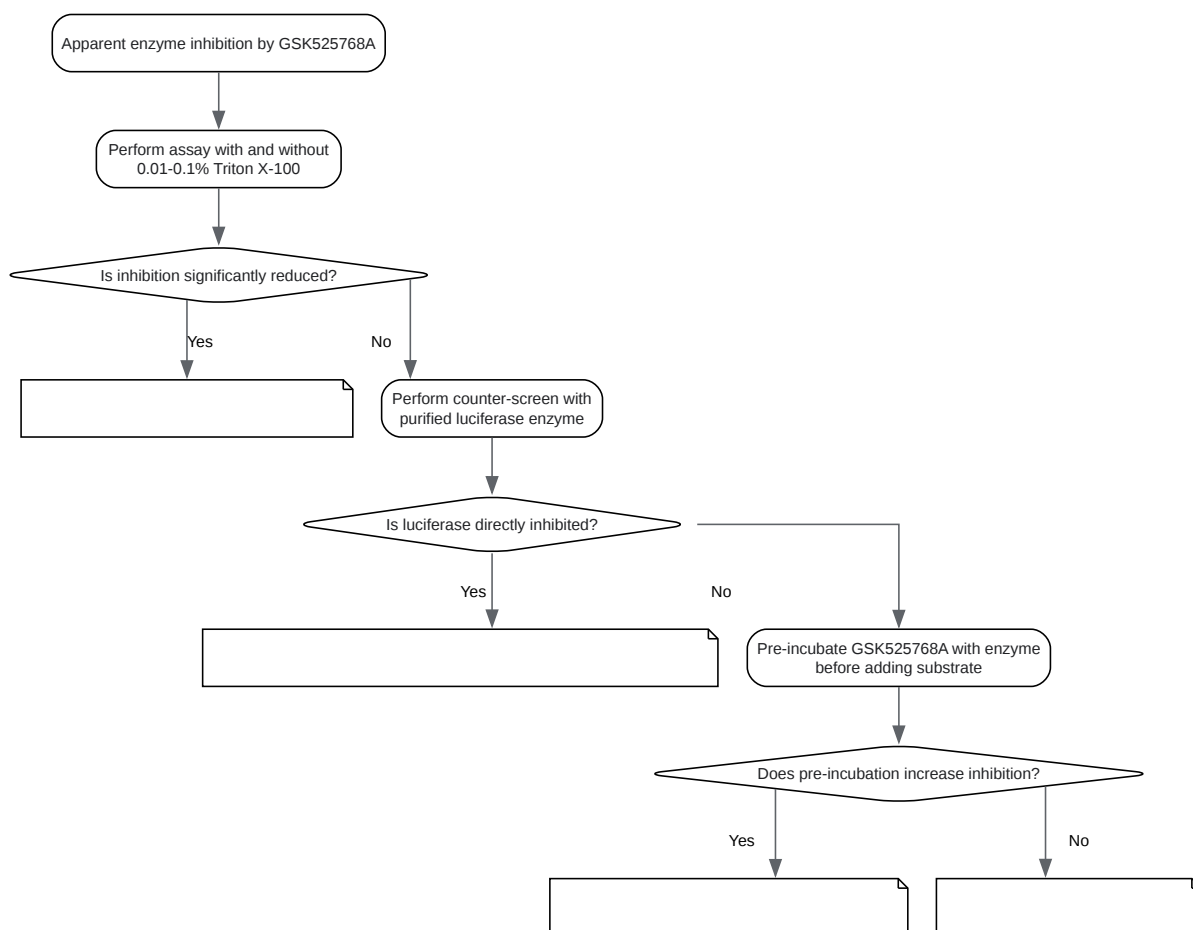 Apparent enzyme inhibition by GSK525768A
Perform assay with and without
0.01-0.1% Triton X-100
Is inhibition significantly reduced?
Yes
No
Perform counter-screen with
purified luciferase enzyme
Is luciferase directly inhibited?
Yes
No
Pre-incubate GSK525768A with enzyme
before adding substrate
Does pre-incubation increase inhibition?
Yes
No